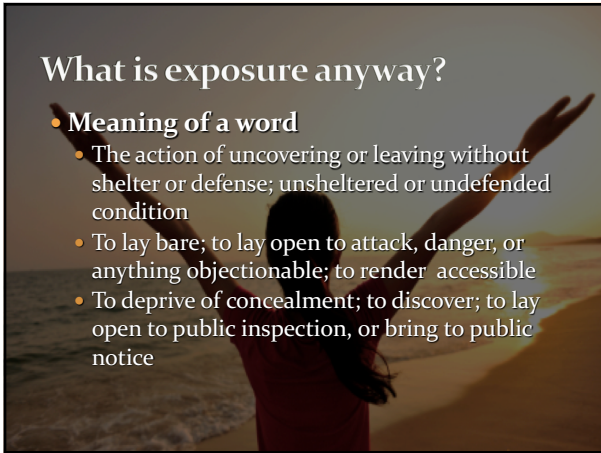 What is exposure anyway?
• Meaning of a word
• The action of uncovering or leaving without
shelter or defense; unsheltered or undefended
condition
• To lay bare; to lay open to attack, danger, or
anything objectionable; to render accessible
• To deprive of concealment; to discover; to lay
open to public inspection, or bring to public
notice